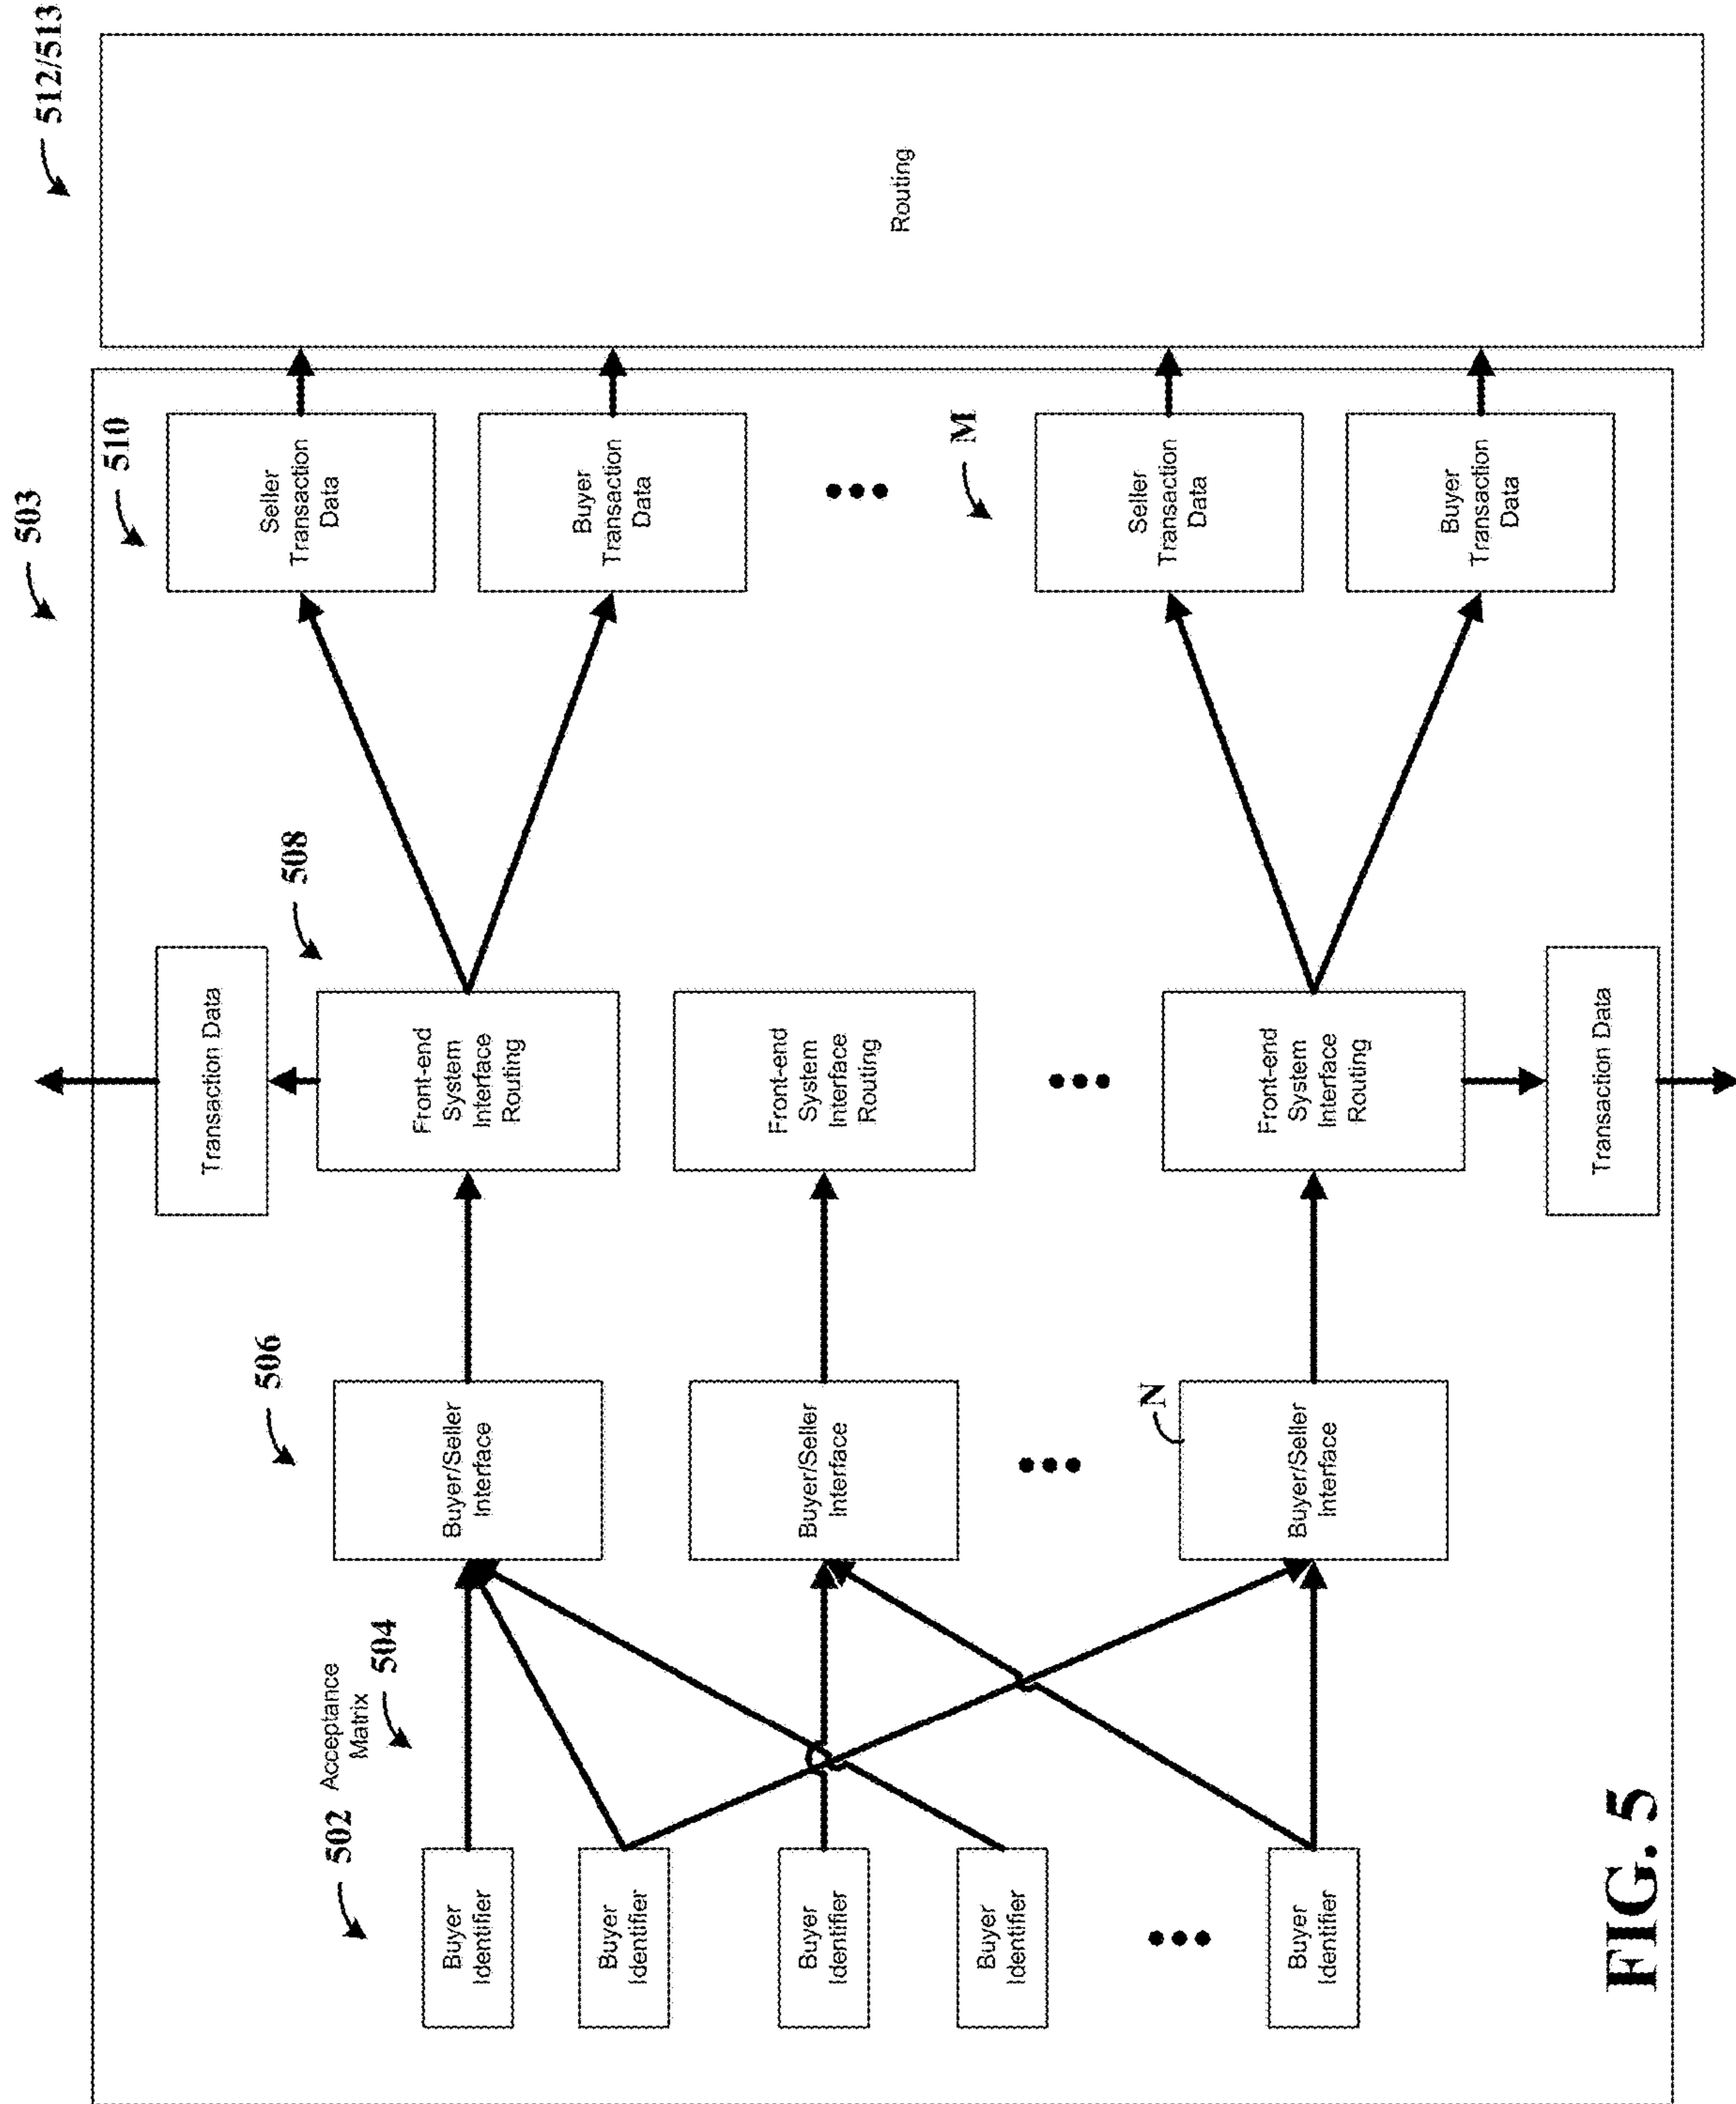 503
512/513
502
Acceptance
Matrix
504
506
508
510
Buyer
Identifier
Buyer
Identifier
Buyer
Identifier
Buyer
Identifier
•••
Buyer
Identifier
Buyer/Seller
Interface
Buyer/Seller
Interface
•••
N
Buyer/Seller
Interface
Transaction Data
Front-end
System
Interface
Routing
Front-end
System
Interface
Routing
•••
Front-end
System
Interface
Routing
Transaction Data
Seller
Transaction
Data
Buyer
Transaction
Data
•••
M
Seller
Transaction
Data
Buyer
Transaction
Data
Routing
FIG. 5